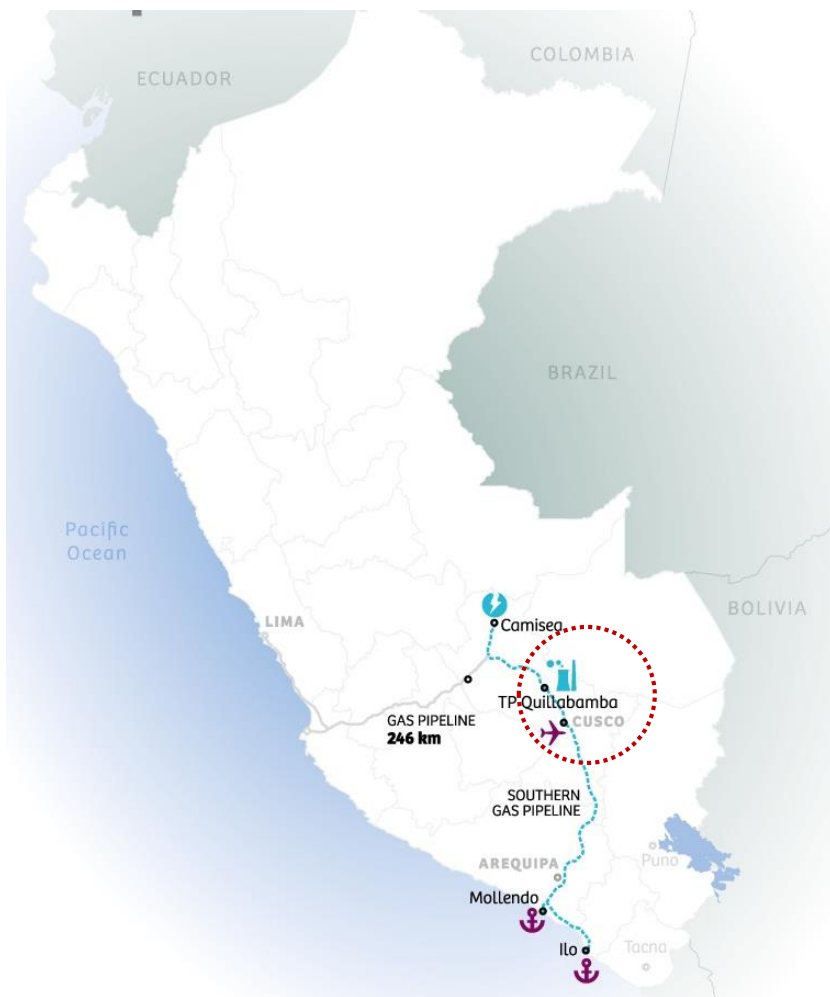 COLOMBIA
ECUADOR
BRAZIL
Pacific
Ocean
BOLIVIA
LIMA
Camisea
TP Quillabamba
CUSCO
GAS PIPELINE
246 km
SOUTHERN
GAS PIPELINE
AREQUIPA
Puno
Mollendo
Ilo
Tacna